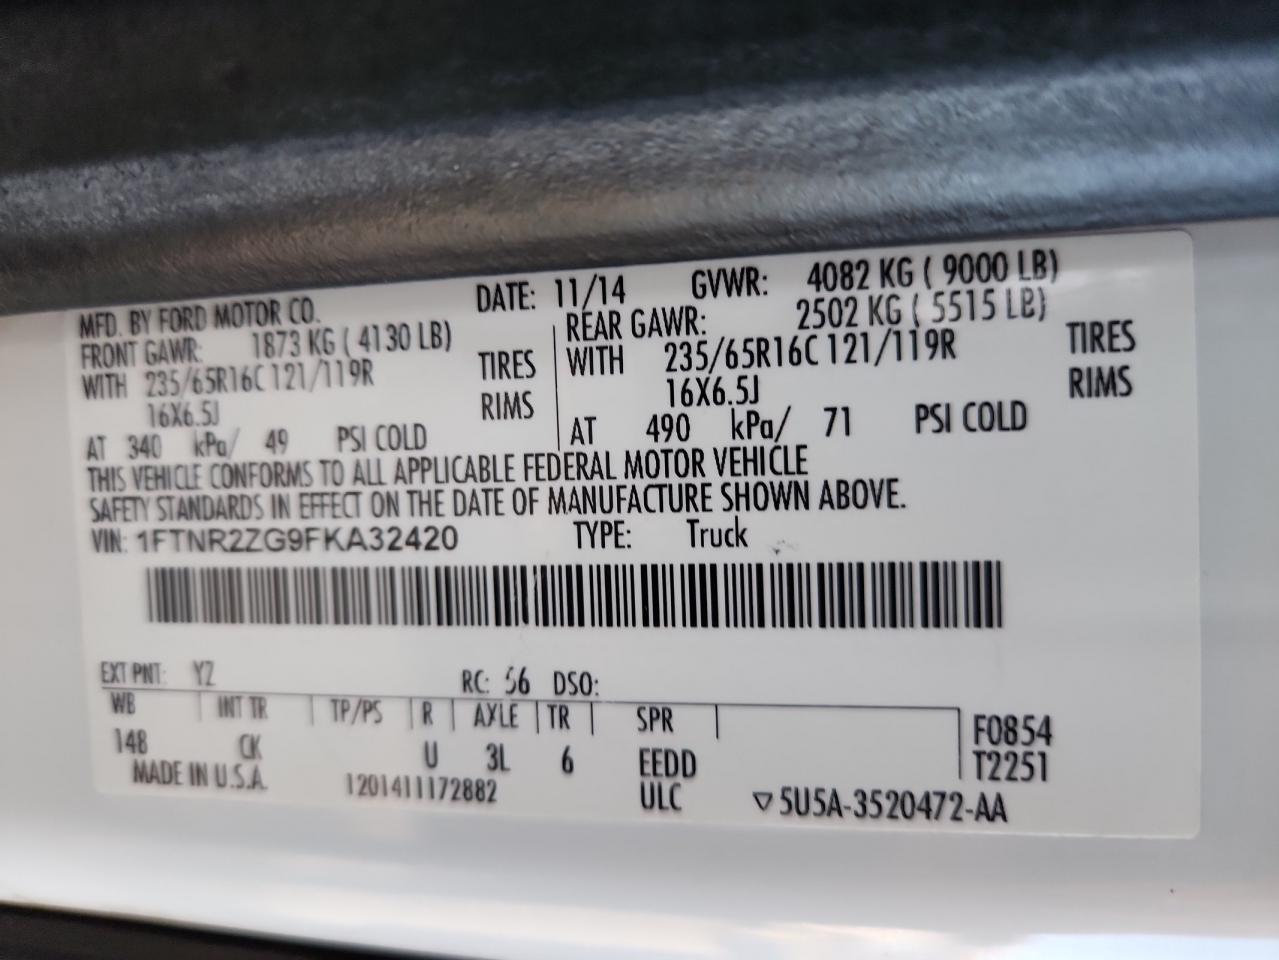 MFD. BY FORD MOTOR CO. DATE: 11/14 GVWR: 4082 KG ( 9000 LB)
FRONT GAWR: 1873 KG ( 4130 LB) REAR GAWR: 2502 KG ( 5515 LB)
WITH 235/65R16C 121/119R TIRES WITH 235/65R16C 121/119R TIRES
16X6.5J RIMS 16X6.5J RIMS
AT 340 kPa/ 49 PSI COLD AT 490 kPa/ 71 PSI COLD
THIS VEHICLE CONFORMS TO ALL APPLICABLE FEDERAL MOTOR VEHICLE
SAFETY STANDARDS IN EFFECT ON THE DATE OF MANUFACTURE SHOWN ABOVE.
VIN: 1FTNR2ZG9FKA32420 TYPE: Truck
EXT PNT: YZ RC: 56 DSO:
WB INT TR TP/PS R AXLE TR SPR F0854
148 CK U 3L 6 EEDD T2251
MADE IN U.S.A. 1201411172882 ULC ▽5U5A-3520472-AA